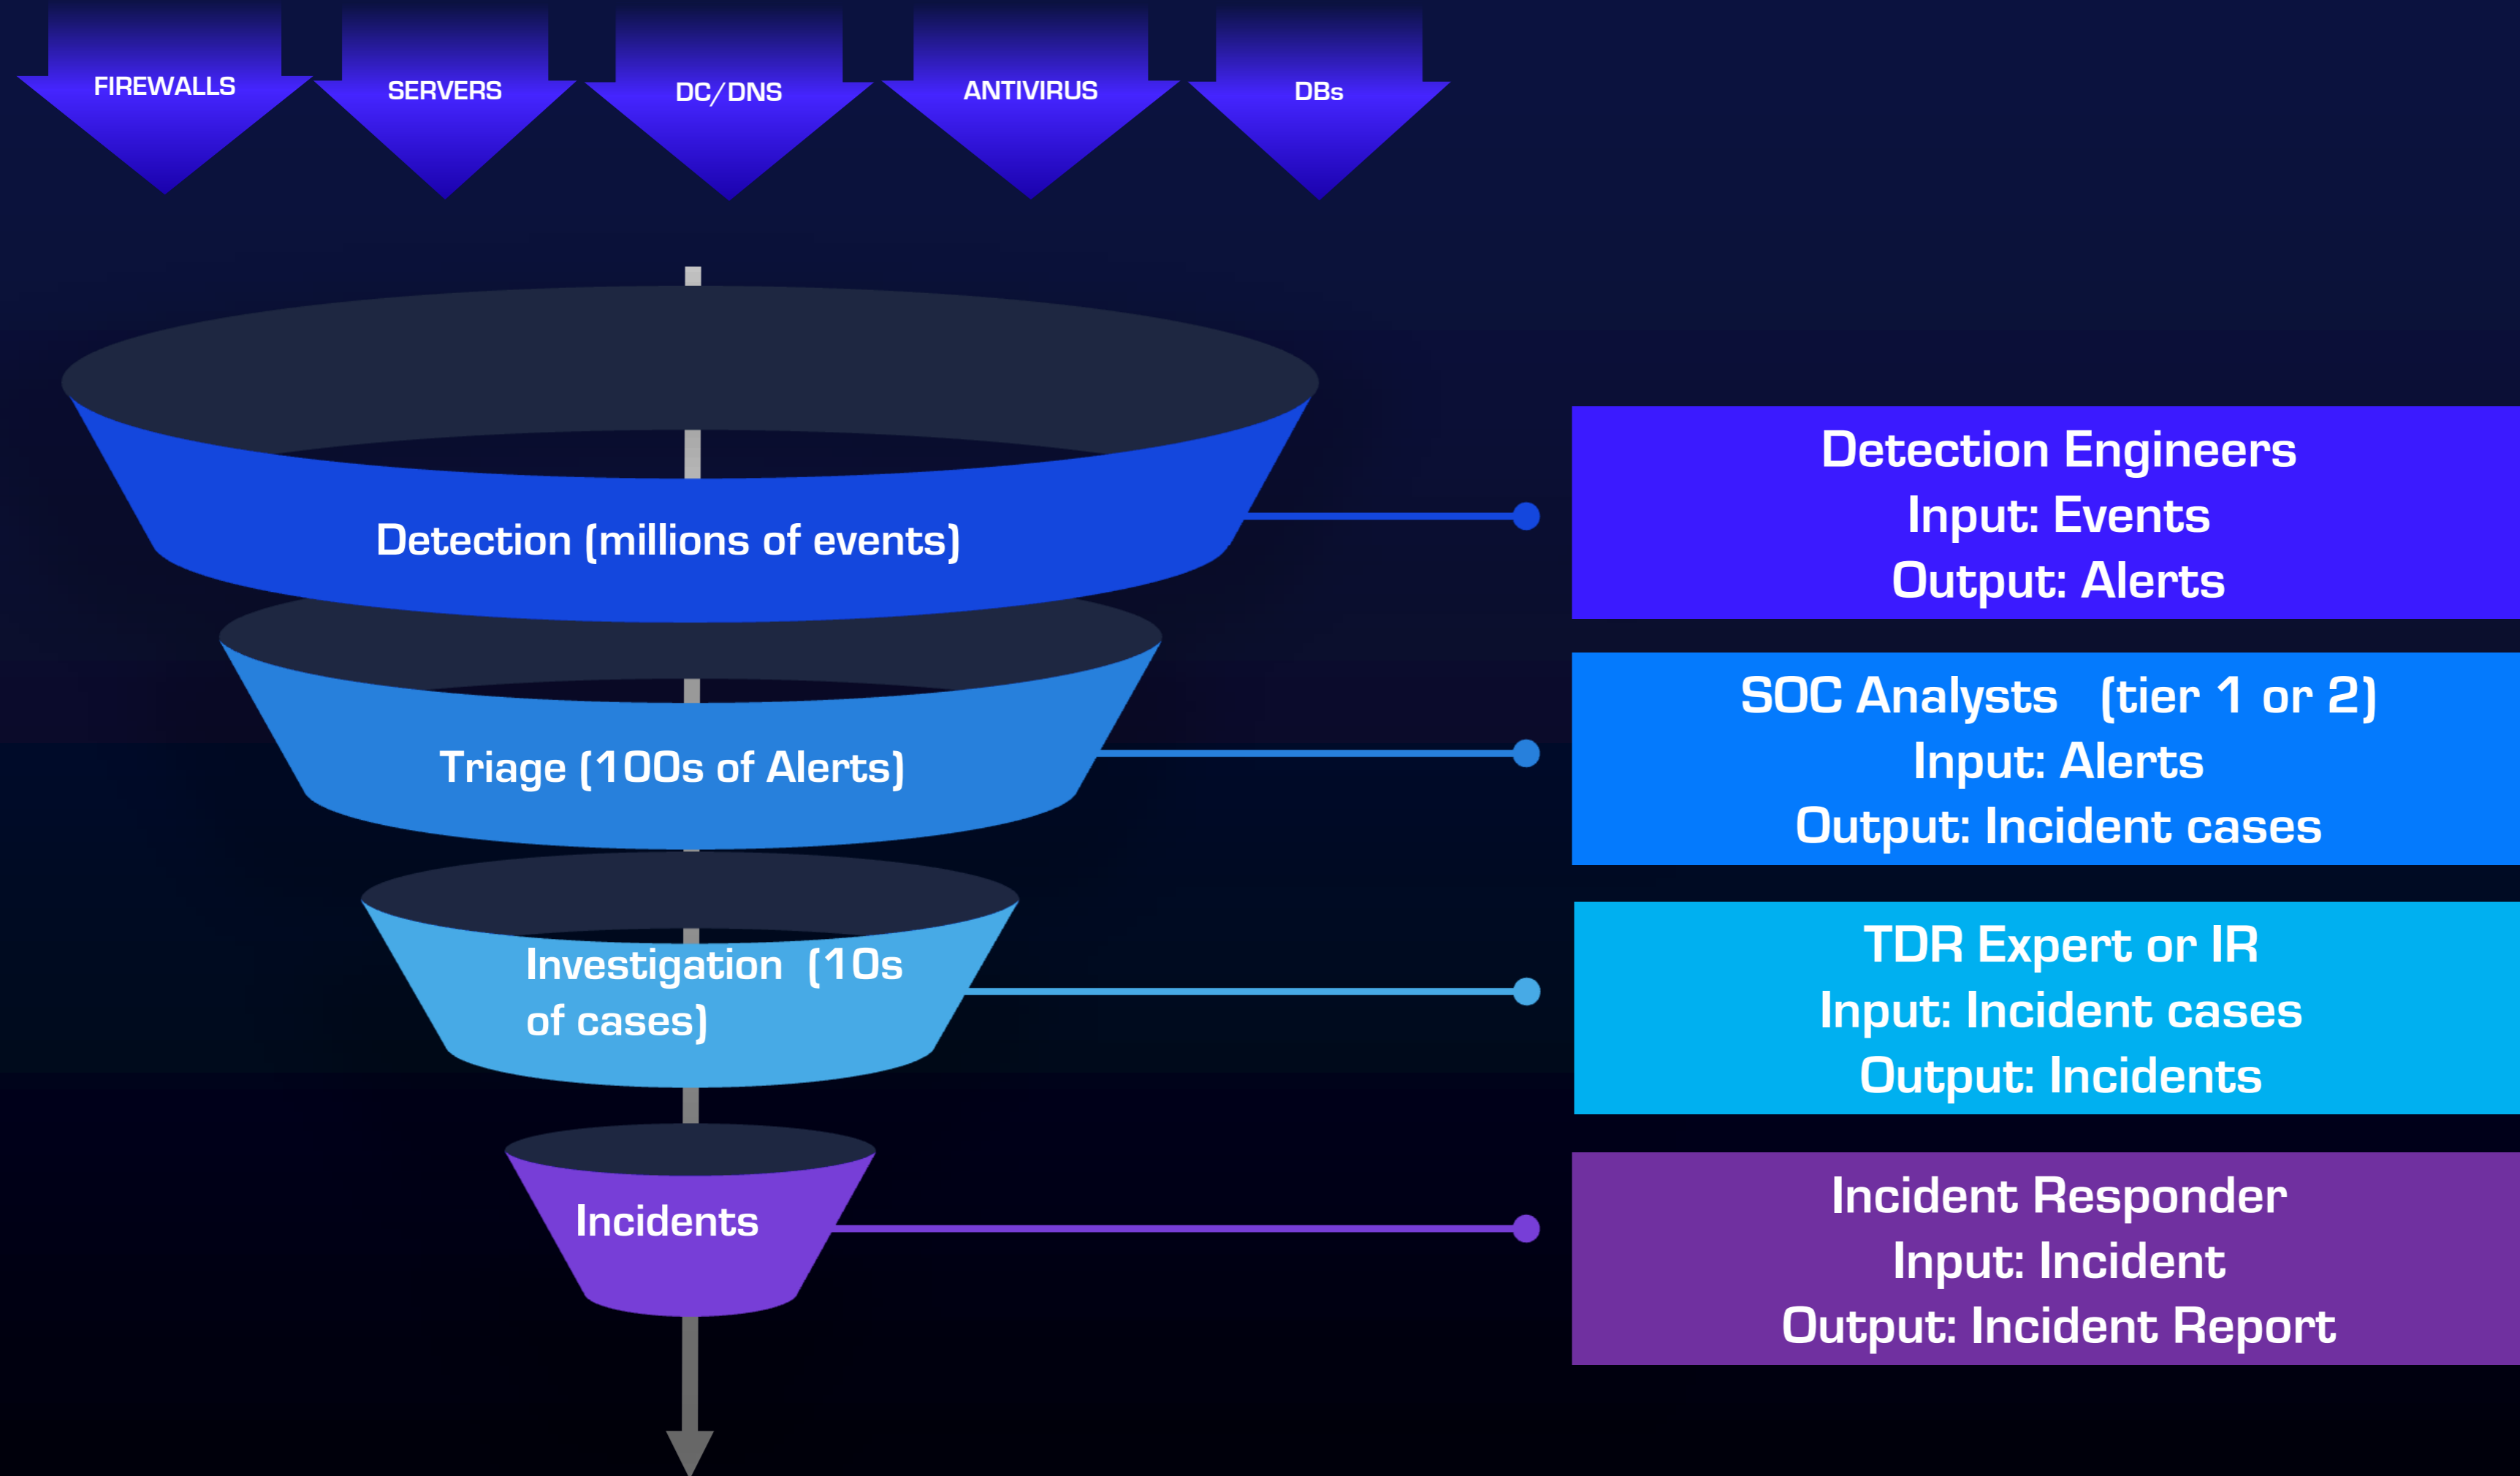 FIREWALLS
SERVERS
DC/DNS
ANTIVIRUS
DBs
Detection (millions of events)
Detection Engineers
Input: Events
Output: Alerts
Triage (100s of Alerts)
SOC Analysts (tier 1 or 2)
Input: Alerts
Output: Incident cases
Investigation (10s
of cases)
TDR Expert or IR
Input: Incident cases
Output: Incidents
Incidents
Incident Responder
Input: Incident
Output: Incident Report